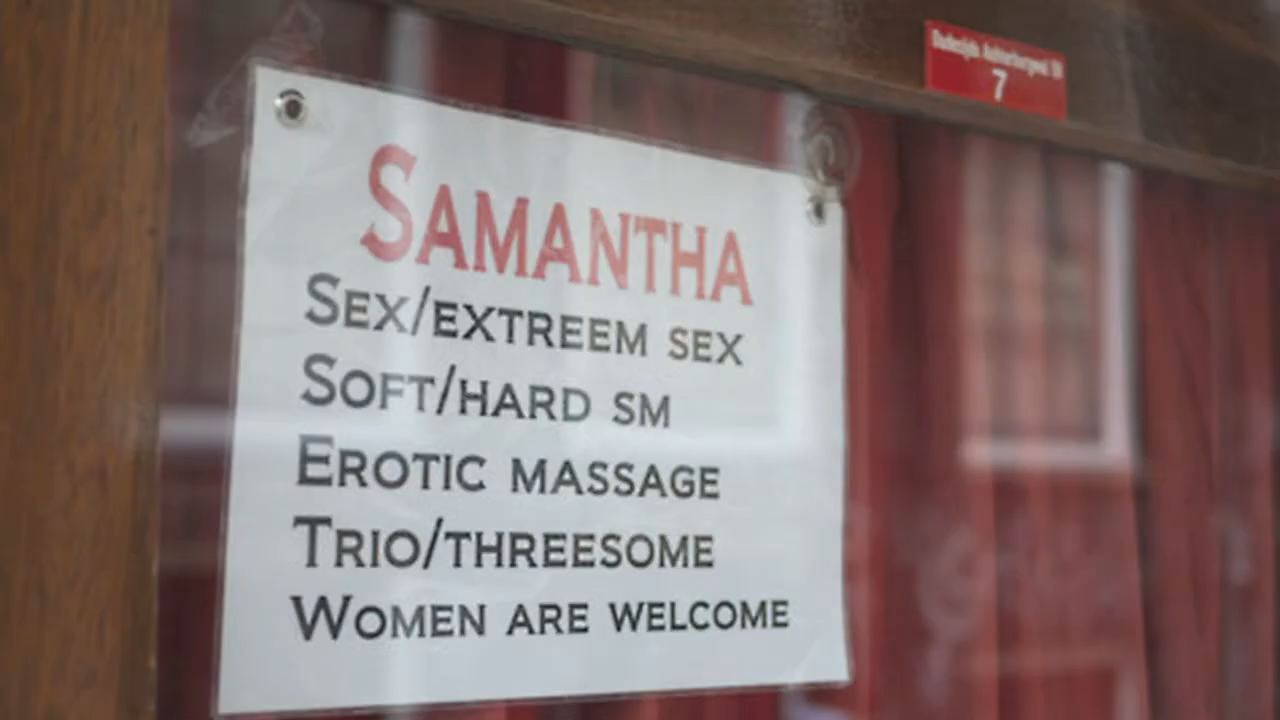 7
SAMANTHA
SEX/EXTREEM SEX
SOFT/HARD SM
EROTIC MASSAGE
TRIO/THREESOME
WOMEN ARE WELCOME